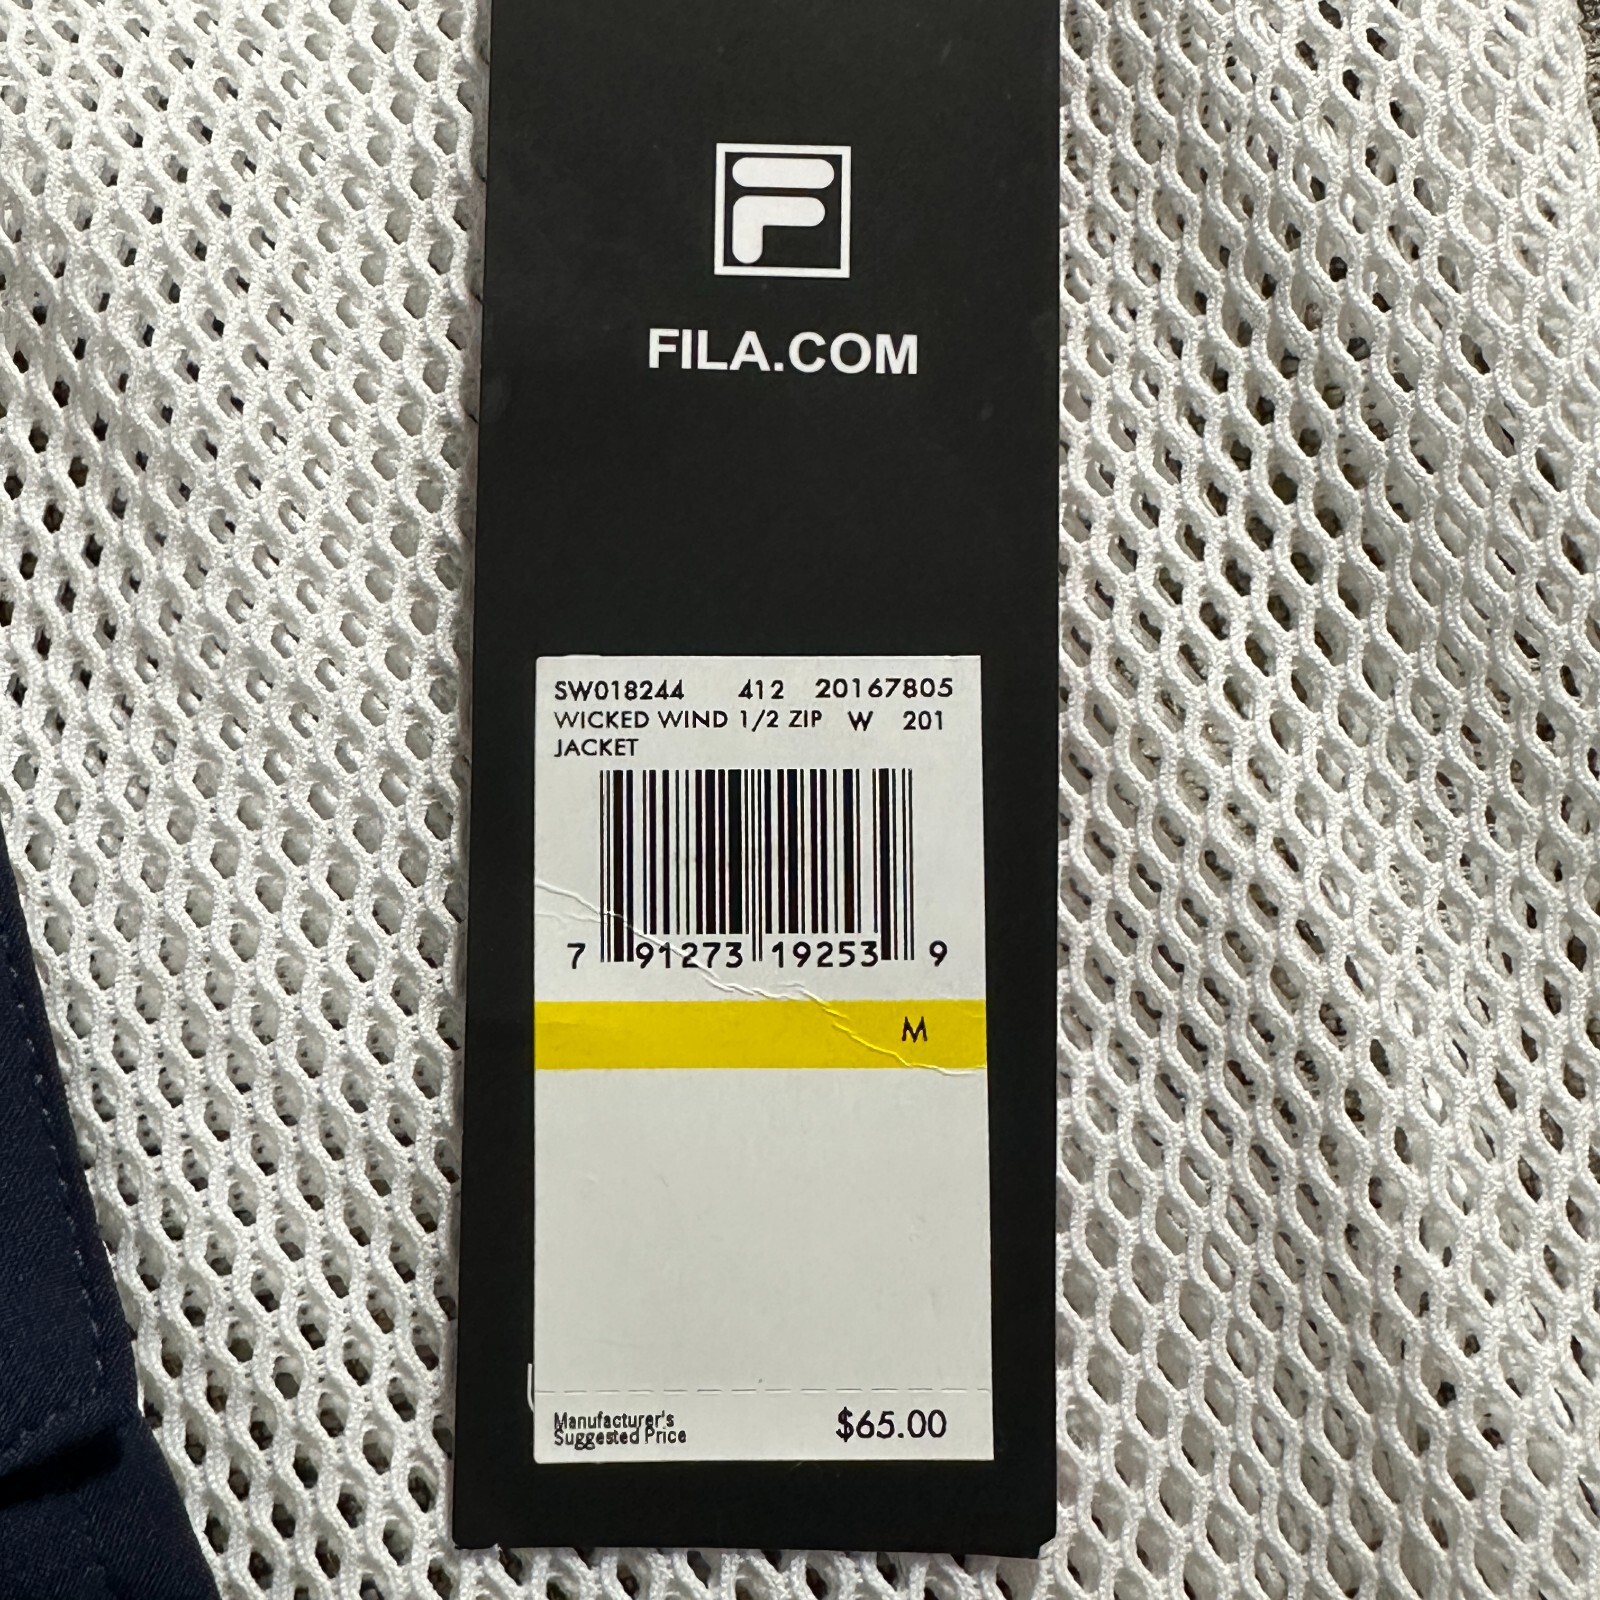 FILA.COM
SW018244 412 20167805
WICKED WIND 1/2 ZIP W 201
JACKET
7 91273 19253 9
M
Manufacturer's
Suggested Price $65.00